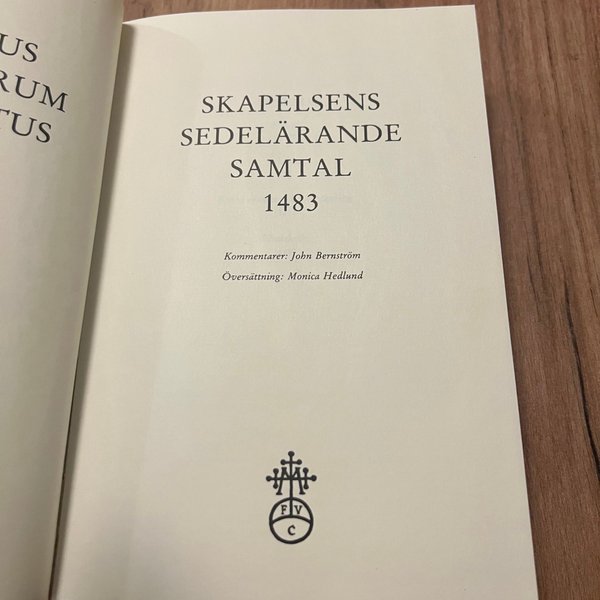 US
RUM
TUS
SKAPELSENS
SEDELÄRANDE
SAMTAL
1483
Kommentarer: John Bernström
Översättning: Monica Hedlund
F V
C